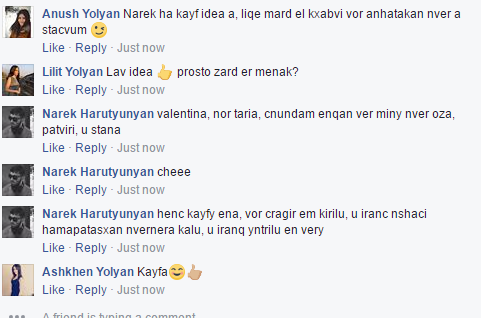 Anush Yolyan Narek ha kayf idea a, liqe mard el kxabvi vor anhatakan nver a
stacvum 😉
Like · Reply · Just now
Lilit Yolyan Lav idea 👍 prosto zard er menak?
Like · Reply · Just now
Narek Harutyunyan valentina, nor taria, cnundam enqan ver miny nver oza,
patviri, u stana
Like · Reply · Just now
Narek Harutyunyan cheee
Like · Reply · Just now
Narek Harutyunyan henc kayfy ena, vor cragir em kirilu, u iranc nshaci
hamapatasxan nvernera kalu, u iranq yntrilu en very
Like · Reply · Just now
Ashkhen Yolyan Kayfa😊👍
Like · Reply · Just now
A friend is typing a comment